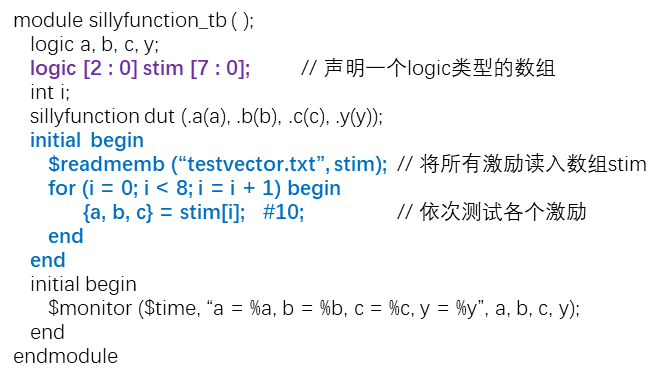 module sillyfunction_tb ( );
logic a, b, c, y;
logic [2 : 0] stim [7 : 0]; // 声明一个logic类型的数组
int i;
sillyfunction dut (.a(a), .b(b), .c(c), .y(y));
initial begin
$readmemb (“testvector.txt”, stim); // 将所有激励读入数组stim
for (i = 0; i < 8; i = i + 1) begin
{a, b, c} = stim[i]; #10; // 依次测试各个激励
end
end
initial begin
$monitor ($time, “a = %a, b = %b, c = %c, y = %y”, a, b, c, y);
end
endmodule